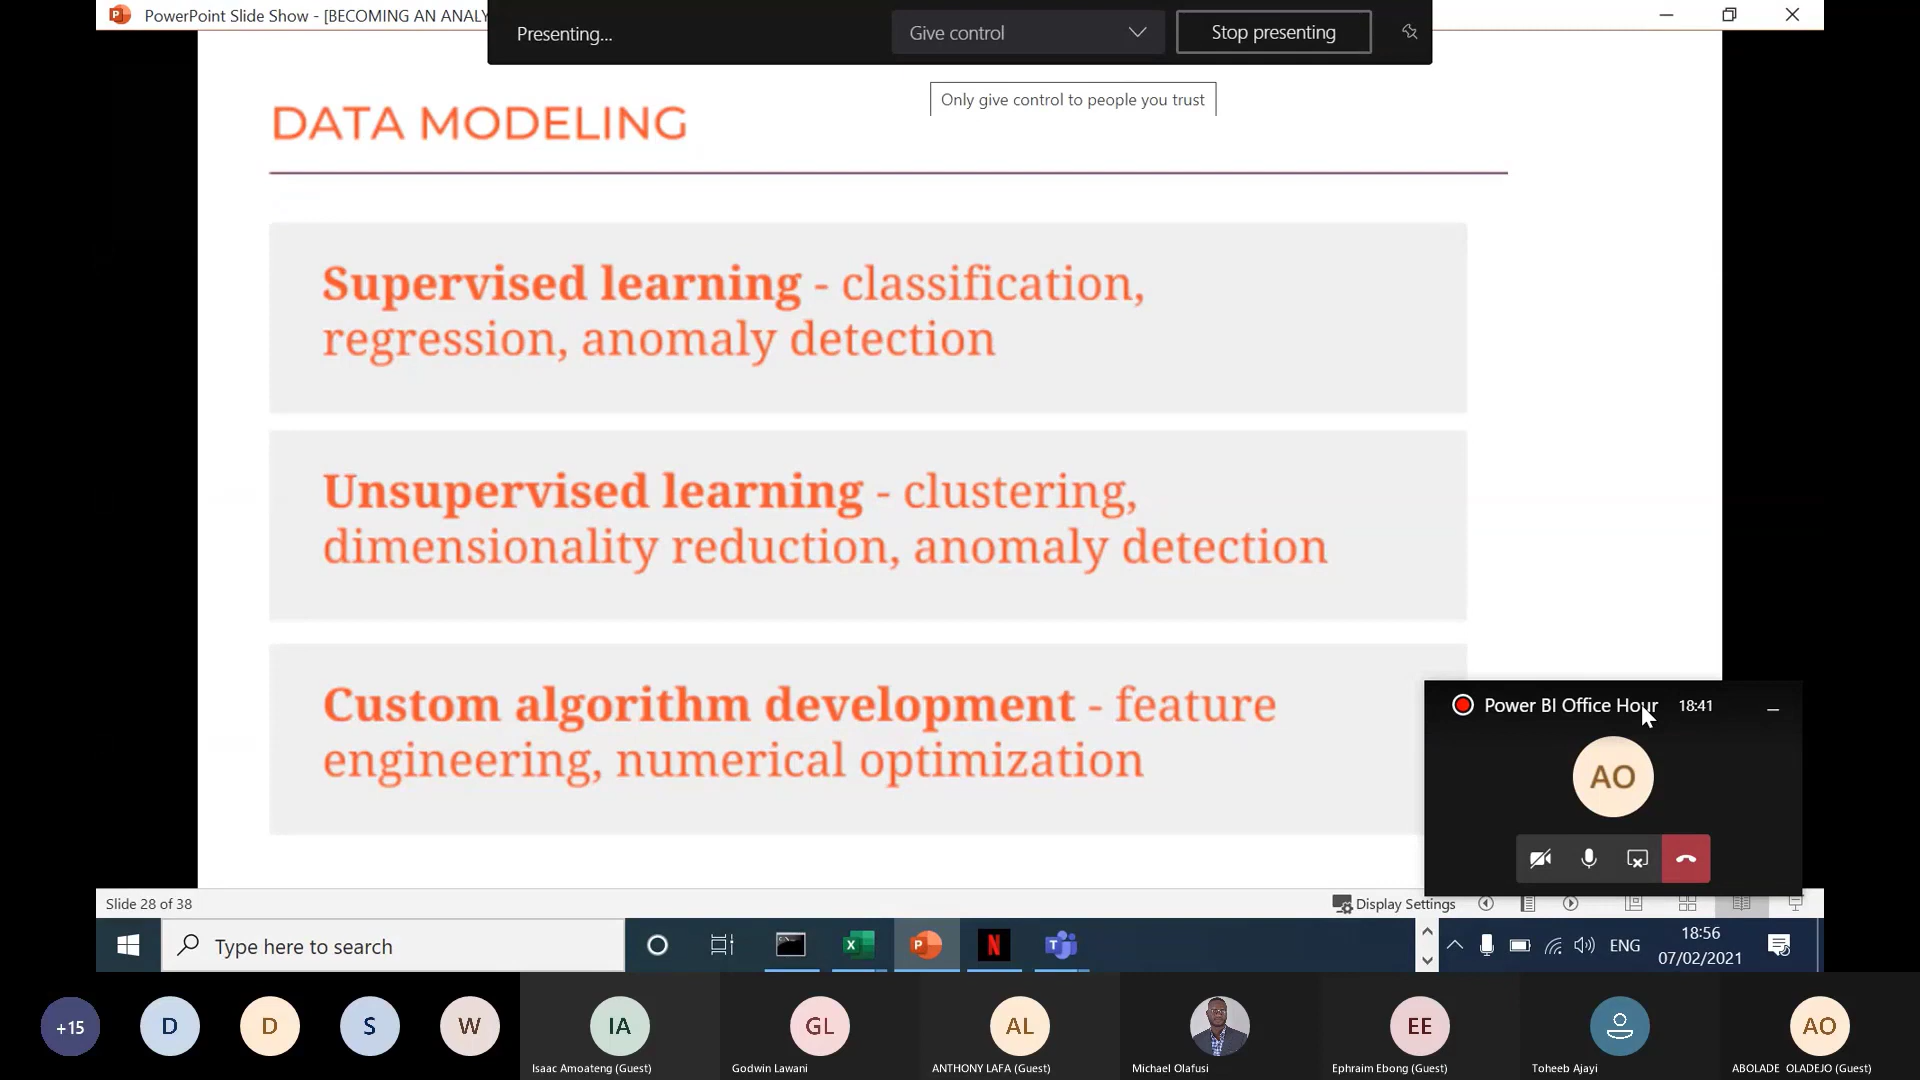 PowerPoint Slide Show - [BECOMING AN ANALY
Presenting...
Give control
Stop presenting
Only give control to people you trust
DATA MODELING
Supervised learning - classification,
regression, anomaly detection
Unsupervised learning - clustering,
dimensionality reduction, anomaly detection
Custom algorithm development - feature
engineering, numerical optimization
Power BI Office Hour 18:41
AO
Slide 28 of 38
Display Settings
Type here to search
ENG
18:56
07/02/2021
+15
D
D
S
W
IA
GL
AL
EE
AO
Isaac Amoateng (Guest)
Godwin Lawani
ANTHONY LAFA (Guest)
Michael Olafusi
Ephraim Ebong (Guest)
Toheeb Ajayi
ABOLADE OLADEJO (Guest)